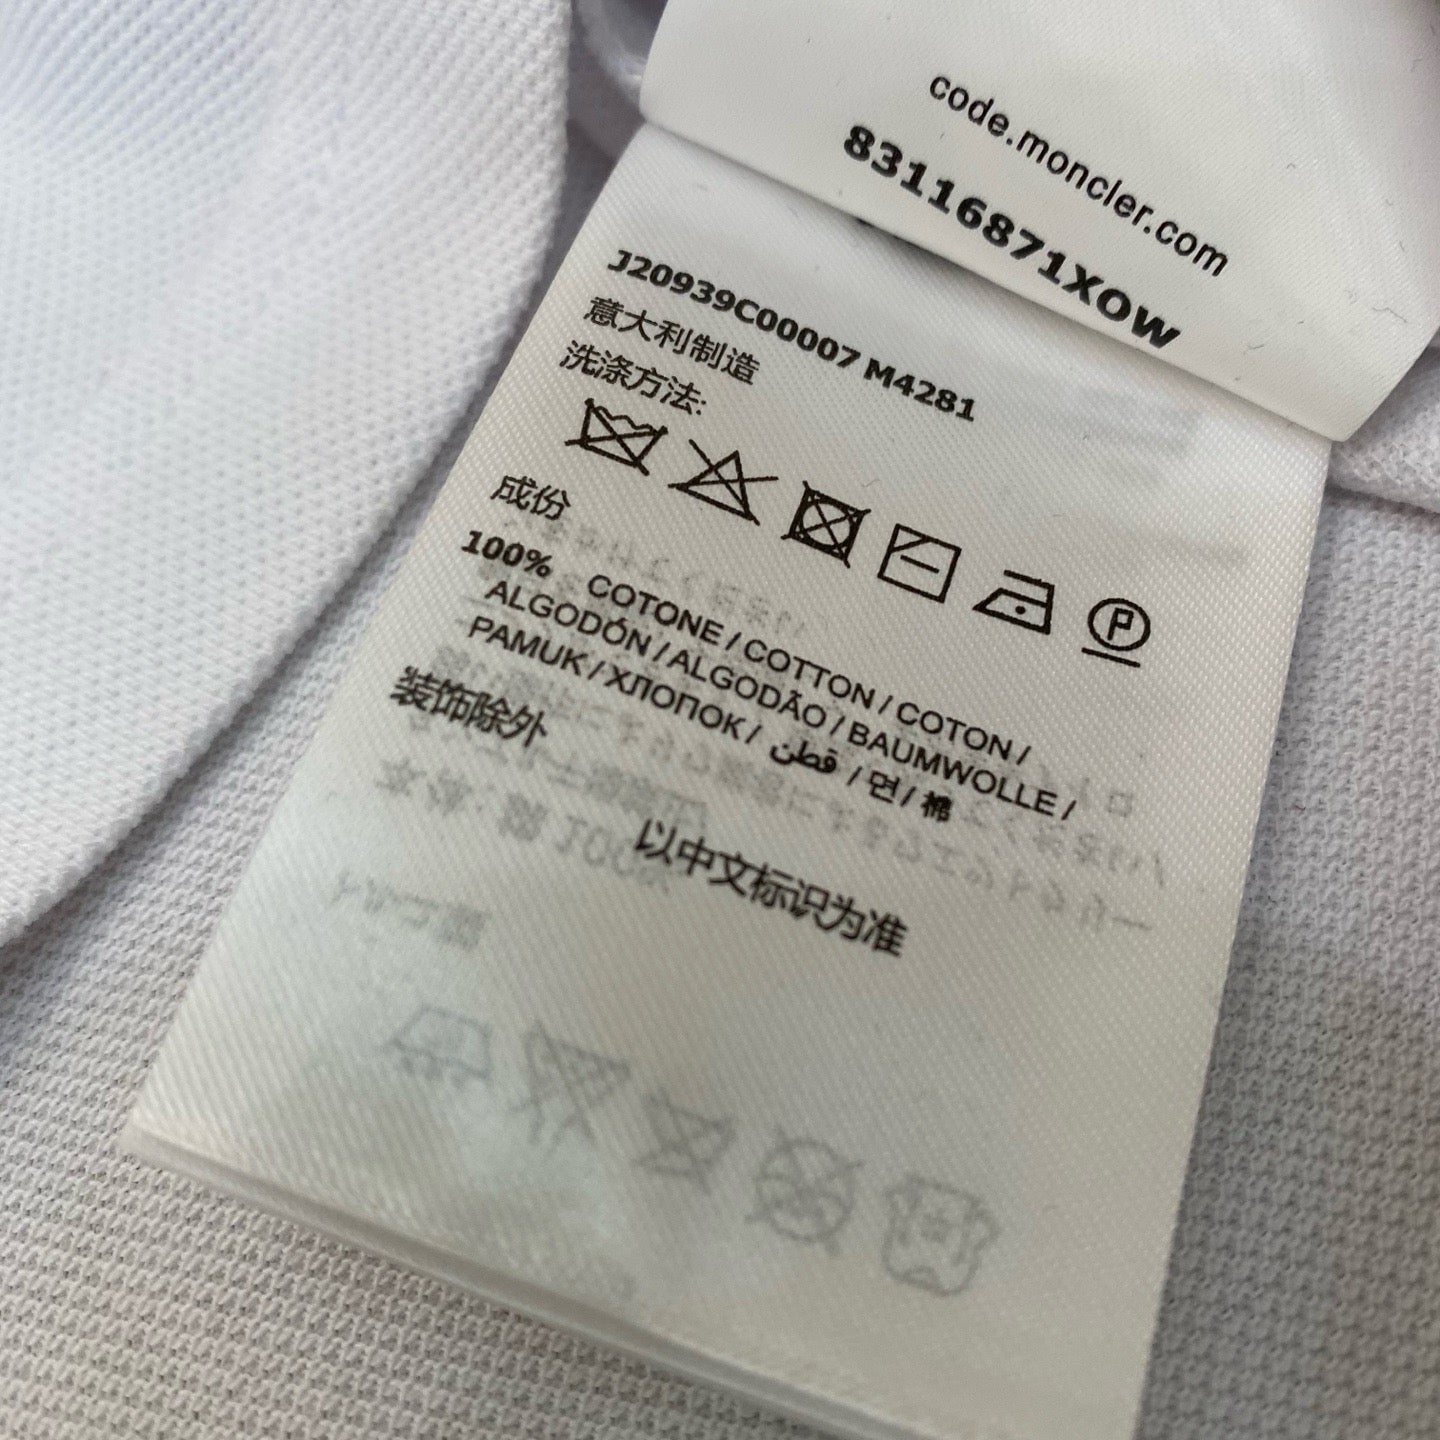 code.moncler.com
83116871XOW
J20939C00007 M4281
意大利制造
洗涤方法:
P
成份
100% COTONE / COTTON / COTON /
ALGODÓN / ALGODÃO / BAUMWOLLE /
PAMUK / ХЛОПОК / قطن / 면 / 棉
装饰除外
以中文标识为准